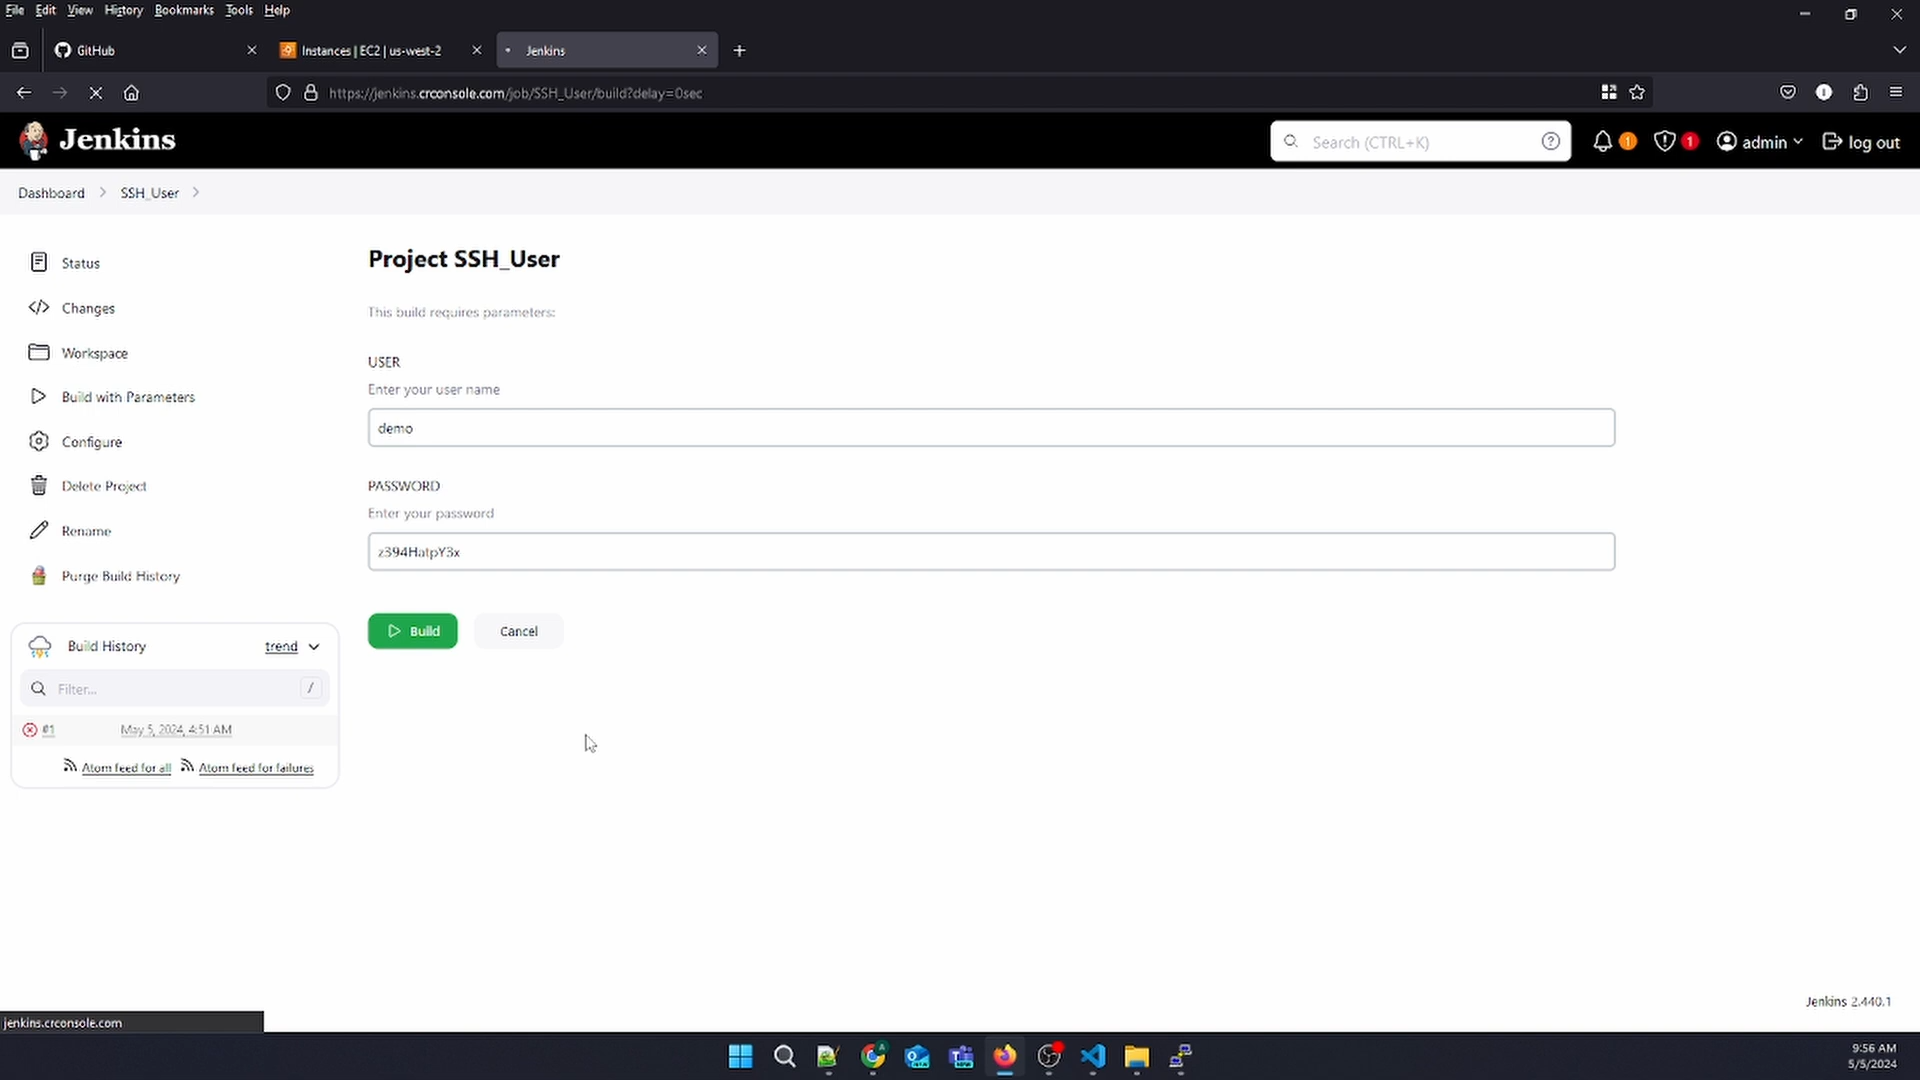 File Edit View History Bookmarks Tools Help
GitHub
Instances | EC2 | us-west-2
Jenkins
https://jenkins.crconsole.com/job/SSH_User/build?delay=0sec
Jenkins
Search (CTRL+K)
1
1
admin
log out
Dashboard
SSH_User
Status
Changes
Workspace
Build with Parameters
Configure
Delete Project
Rename
Purge Build History
Build History
trend
Filter...
/
#1
May 5, 2024, 4:51 AM
Atom feed for all
Atom feed for failures
Project SSH_User
This build requires parameters:
USER
Enter your user name
demo
PASSWORD
Enter your password
z394HatpY3x
Build
Cancel
Jenkins 2.440.1
jenkins.crconsole.com
9:56 AM
5/5/2024